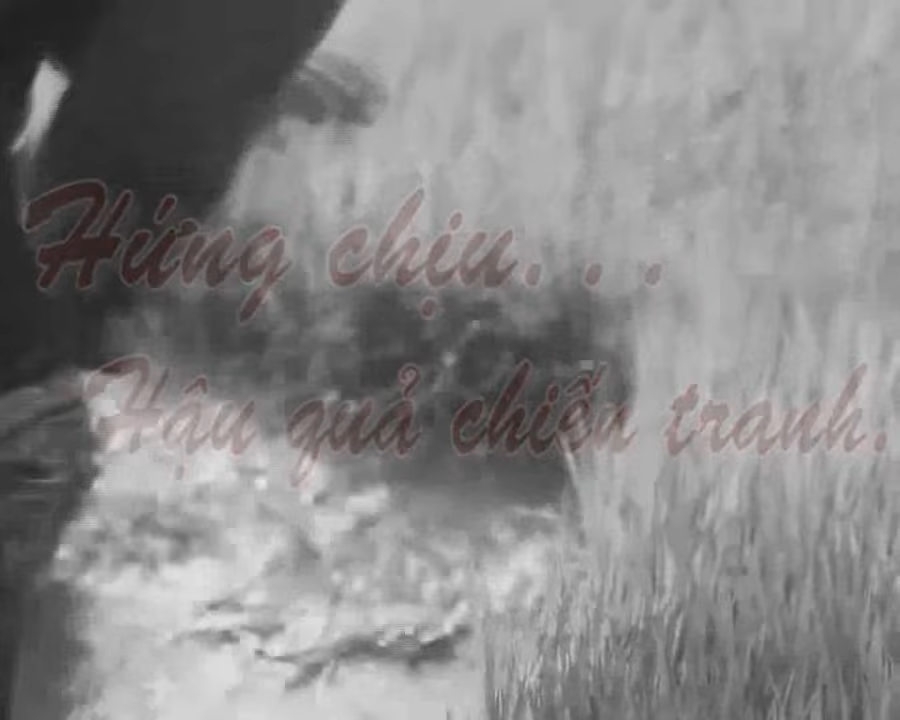 Hứng chịu. . .
Hậu quả chiến tranh.